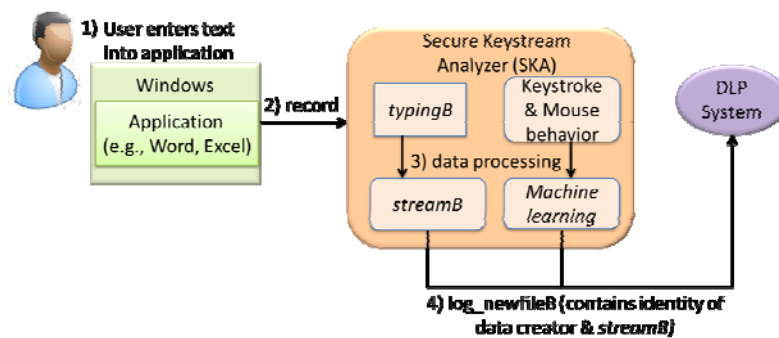 1) User enters text
into application
Windows
Application
(e.g., Word, Excel)
2) record
Secure Keystream
Analyzer (SKA)
typingB
Keystroke
& Mouse
behavior
3) data processing
streamB
Machine
learning
DLP
System
4) log_newfileB (contains identity of
data creator & streamB)